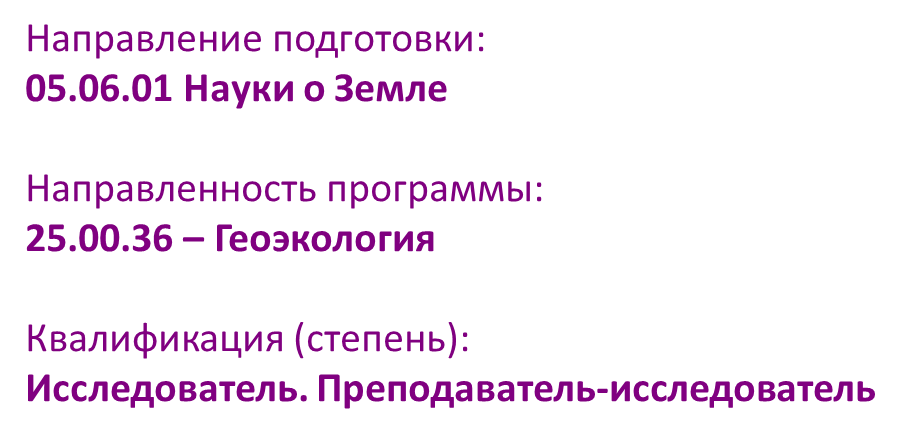 Направление подготовки:
05.06.01 Науки о Земле
Направленность программы:
25.00.36 – Геоэкология
Квалификация (степень):
Исследователь. Преподаватель-исследователь